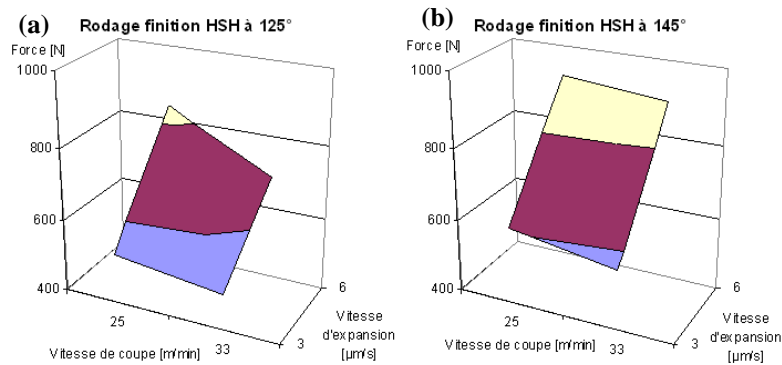 (a)
Rodage finition HSH à 125°
Force [N]
1000
800
600
400
25
33
Vitesse de coupe [m/min]
3
6
Vitesse
d'expansion
[µm/s]
(b)
Rodage finition HSH à 145°
Force [N]
1000
800
600
400
25
33
Vitesse de coupe [m/min]
3
6
Vitesse
d'expansion
[µm/s]